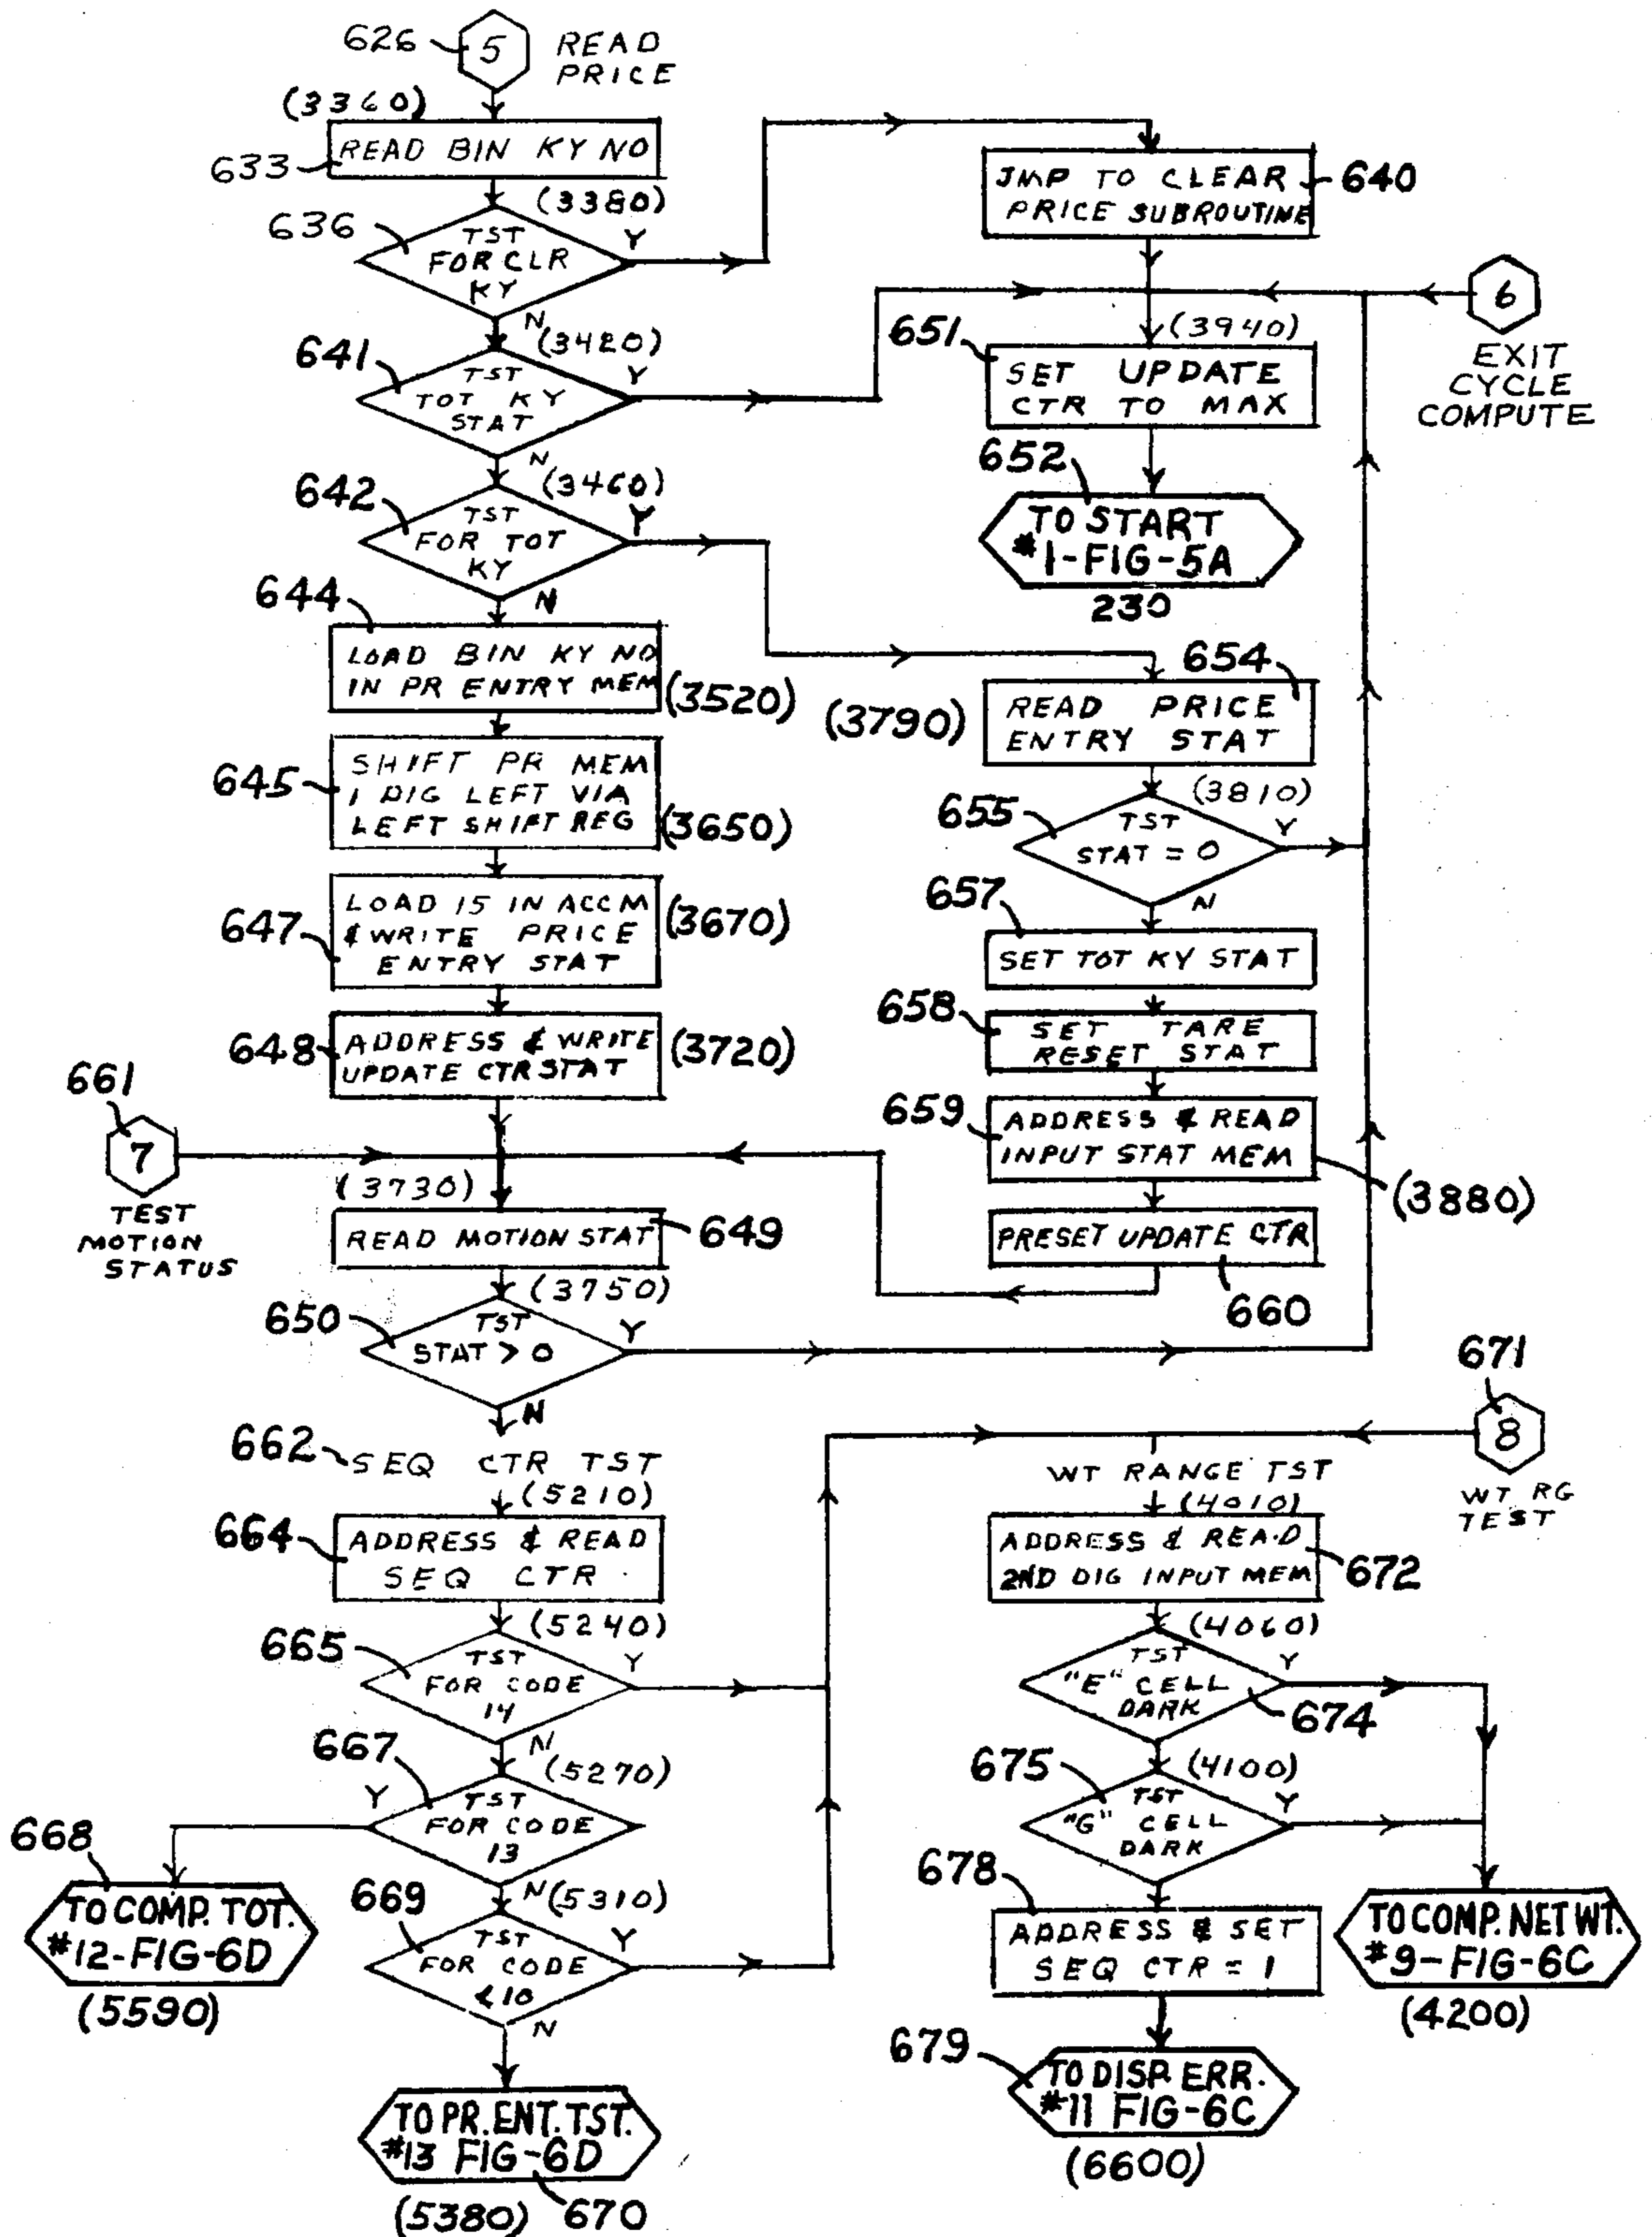 626
5
READ
PRICE
(3360)
READ BIN KY NO
633
(3380)
636
TST
FOR CLR
KY
Y
N
JMP TO CLEAR
PRICE SUBROUTINE
640
6
EXIT
CYCLE
COMPUTE
(3420)
641
TST
TOT KY
STAT
Y
N
651
(3940)
SET UPDATE
CTR TO MAX
652
TO START
#1-FIG-5A
230
(3460)
642
TST
FOR TOT
KY
Y
N
644
LOAD BIN KY NO
IN PR ENTRY MEM
(3520)
645
SHIFT PR MEM
1 DIG LEFT VIA
LEFT SHIFT REG
(3650)
647
LOAD 15 IN ACCM
& WRITE PRICE
ENTRY STAT
(3670)
648
ADDRESS & WRITE
UPDATE CTR STAT
(3720)
654
(3790)
READ PRICE
ENTRY STAT
(3810)
655
TST
STAT = 0
Y
N
657
SET TOT KY STAT
658
SET TARE
RESET STAT
659
ADDRESS & READ
INPUT STAT MEM
(3880)
PRESET UPDATE CTR
660
661
7
TEST
MOTION
STATUS
(3730)
READ MOTION STAT
649
(3750)
650
TST
STAT > 0
Y
N
662
SEQ CTR TST
(5210)
664
ADDRESS & READ
SEQ CTR
(5240)
665
TST
FOR CODE
14
Y
N
667
(5270)
Y
TST
FOR CODE
13
N
668
TO COMP. TOT.
#12-FIG-6D
(5590)
669
(5310)
TST
FOR CODE
<10
Y
N
TO PR. ENT. TST.
#13 FIG-6D
(5380)
670
671
8
WT RG
TEST
WT RANGE TST
(4010)
ADDRESS & READ
2ND DIG INPUT MEM
672
(4060)
TST
"E" CELL
DARK
Y
674
675
(4100)
TST
"G" CELL
DARK
Y
678
ADDRESS & SET
SEQ CTR = 1
TO COMP. NET WT.
#9-FIG-6C
(4200)
679
TO DISP. ERR.
#11 FIG-6C
(6600)